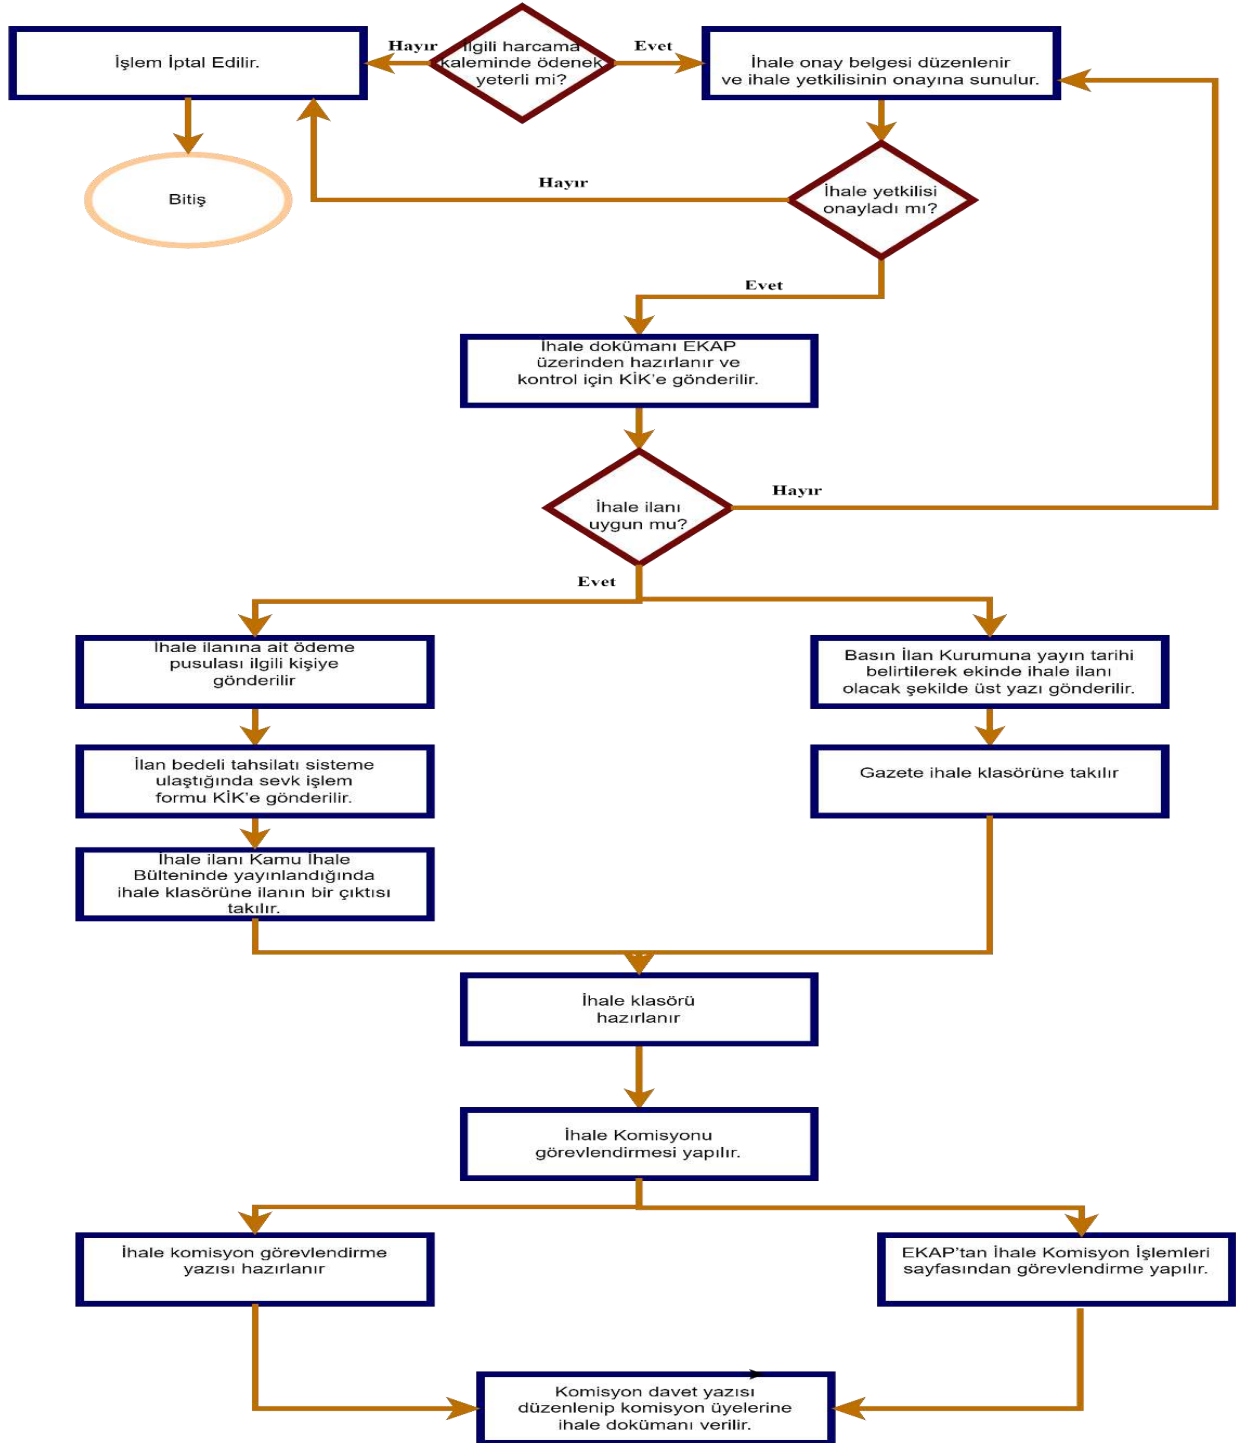 İşlem İptal Edilir.
Hayır
İlgili harcama
kaleminde ödenek
yeterli mi?
Evet
İhale onay belgesi düzenlenir
ve ihale yetkilisinin onayına sunulur.
Bitiş
Hayır
İhale yetkilisi
onayladı mı?
Evet
İhale dokümanı EKAP
üzerinden hazırlanır ve
kontrol için KİK’e gönderilir.
İhale ilanı
uygun mu?
Hayır
Evet
İhale ilanına ait ödeme
pusulası ilgili kişiye
gönderilir
Basın İlan Kurumuna yayın tarihi
belirtilerek ekinde ihale ilanı
olacak şekilde üst yazı gönderilir.
İlan bedeli tahsilatı sisteme
ulaştığında sevk işlem
formu KİK’e gönderilir.
Gazete ihale klasörüne takılır
İhale ilanı Kamu İhale
Bülteninde yayınlandığında
ihale klasörüne ilanın bir çıktısı
takılır.
İhale klasörü
hazırlanır
İhale Komisyonu
görevlendirmesi yapılır.
İhale komisyon görevlendirme
yazısı hazırlanır
EKAP’tan İhale Komisyon İşlemleri
sayfasından görevlendirme yapılır.
Komisyon davet yazısı
düzenlenip komisyon üyelerine
ihale dokümanı verilir.